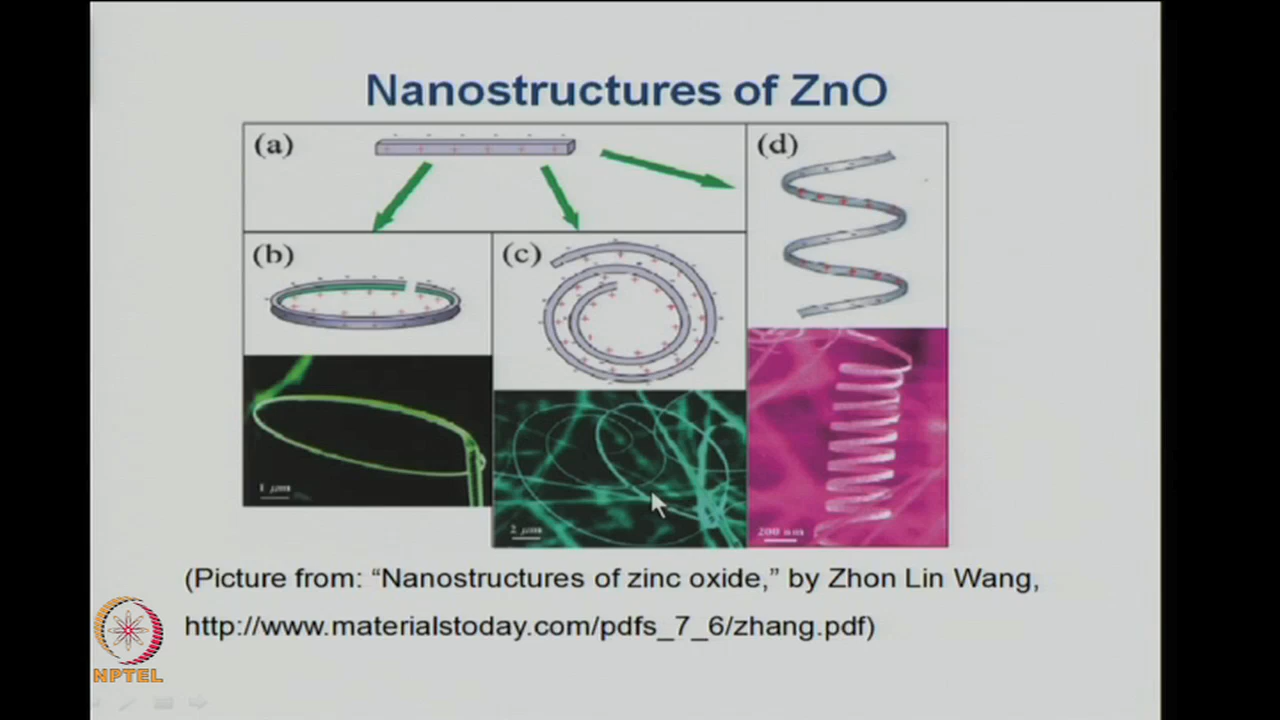 Nanostructures of ZnO
(a)
(d)
(b)
(c)
1 μm
2 μm
200 nm
(Picture from: “Nanostructures of zinc oxide,” by Zhon Lin Wang,
http://www.materialstoday.com/pdfs_7_6/zhang.pdf)
NPTEL